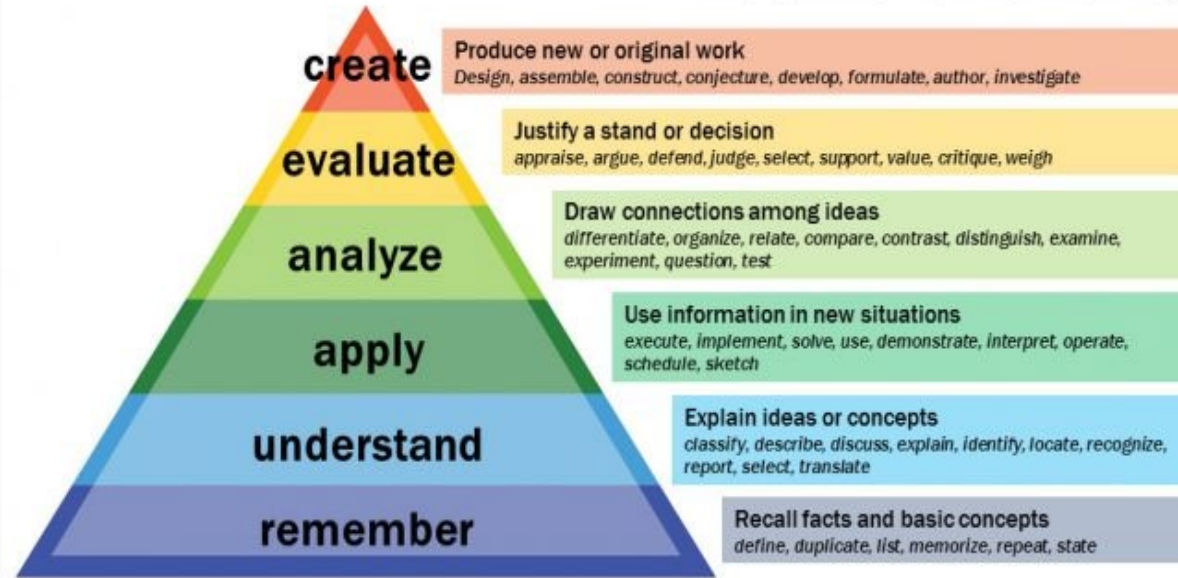 create
Produce new or original work
Design, assemble, construct, conjecture, develop, formulate, author, investigate
evaluate
Justify a stand or decision
appraise, argue, defend, judge, select, support, value, critique, weigh
analyze
Draw connections among ideas
differentiate, organize, relate, compare, contrast, distinguish, examine,
experiment, question, test
apply
Use information in new situations
execute, implement, solve, use, demonstrate, interpret, operate,
schedule, sketch
understand
Explain ideas or concepts
classify, describe, discuss, explain, identify, locate, recognize,
report, select, translate
remember
Recall facts and basic concepts
define, duplicate, list, memorize, repeat, state